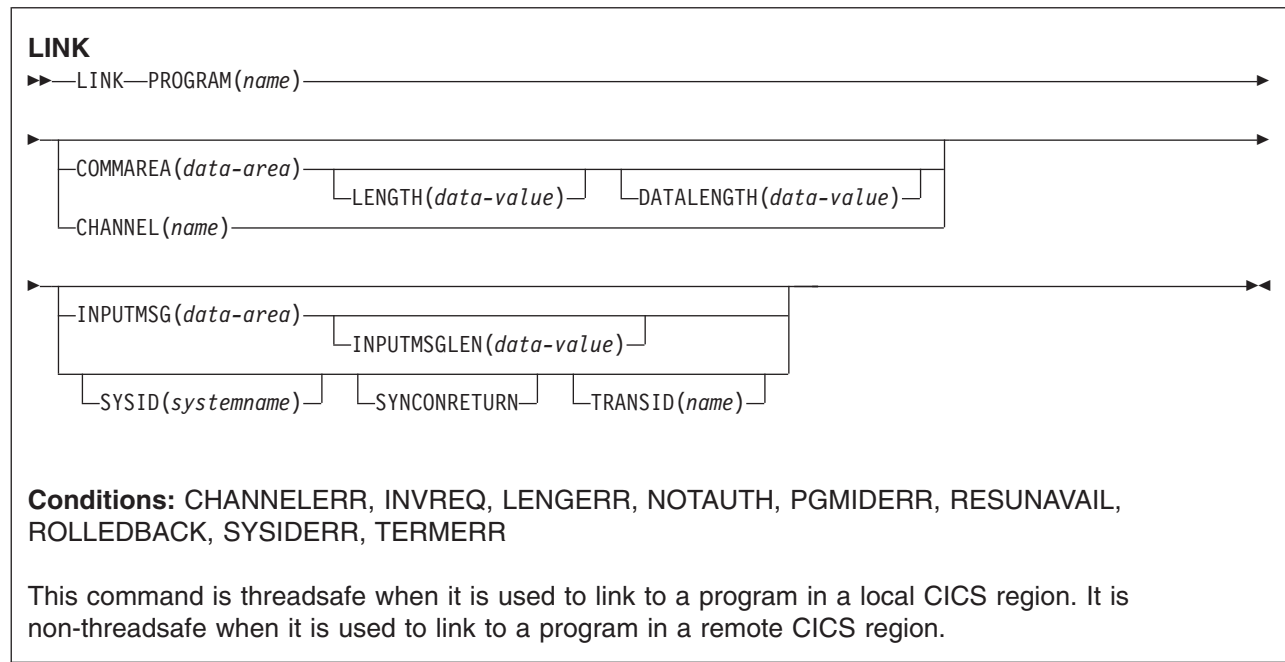 LINK
LINK PROGRAM(name)
COMMAREA(data-area)
LENGTH(data-value) DATALENGTH(data-value)
CHANNEL(name)
INPUTMSG(data-area)
INPUTMSGLEN(data-value)
SYSID(systemname) SYNCONRETURN TRANSID(name)
Conditions: CHANNELERR, INVREQ, LENGERR, NOTAUTH, PGMIDERR, RESUNAVAIL,
ROLLEDBACK, SYSIDERR, TERMERR
This command is threadsafe when it is used to link to a program in a local CICS region. It is
non-threadsafe when it is used to link to a program in a remote CICS region.